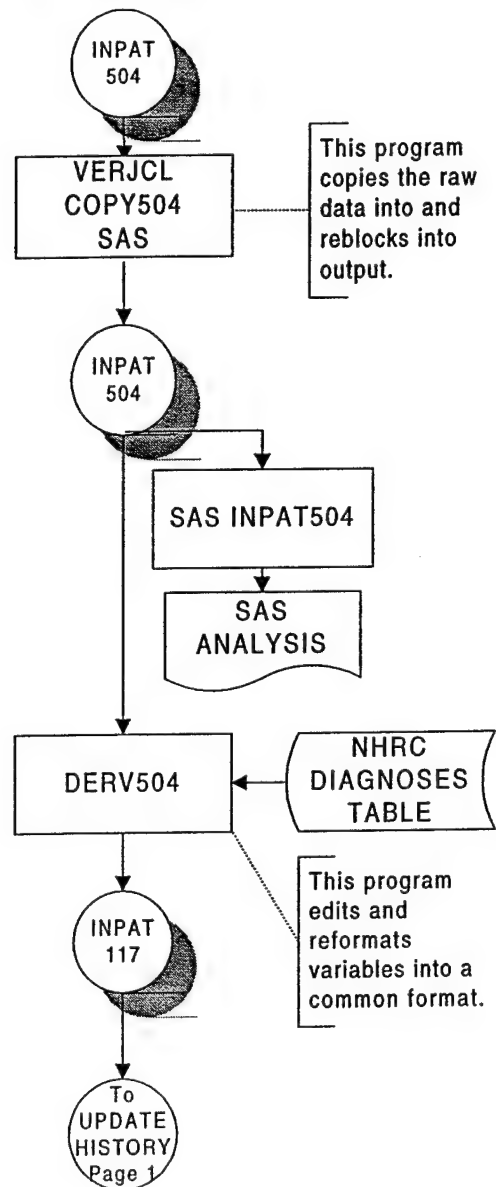 INPAT
504
VERJCL
COPY504
SAS
This program
copies the raw
data into and
reblocks into
output.
INPAT
504
SAS INPAT504
SAS
ANALYSIS
DERV504
NHRC
DIAGNOSES
TABLE
This program
edits and
reformats
variables into a
common format.
INPAT
117
To
UPDATE
HISTORY
Page 1